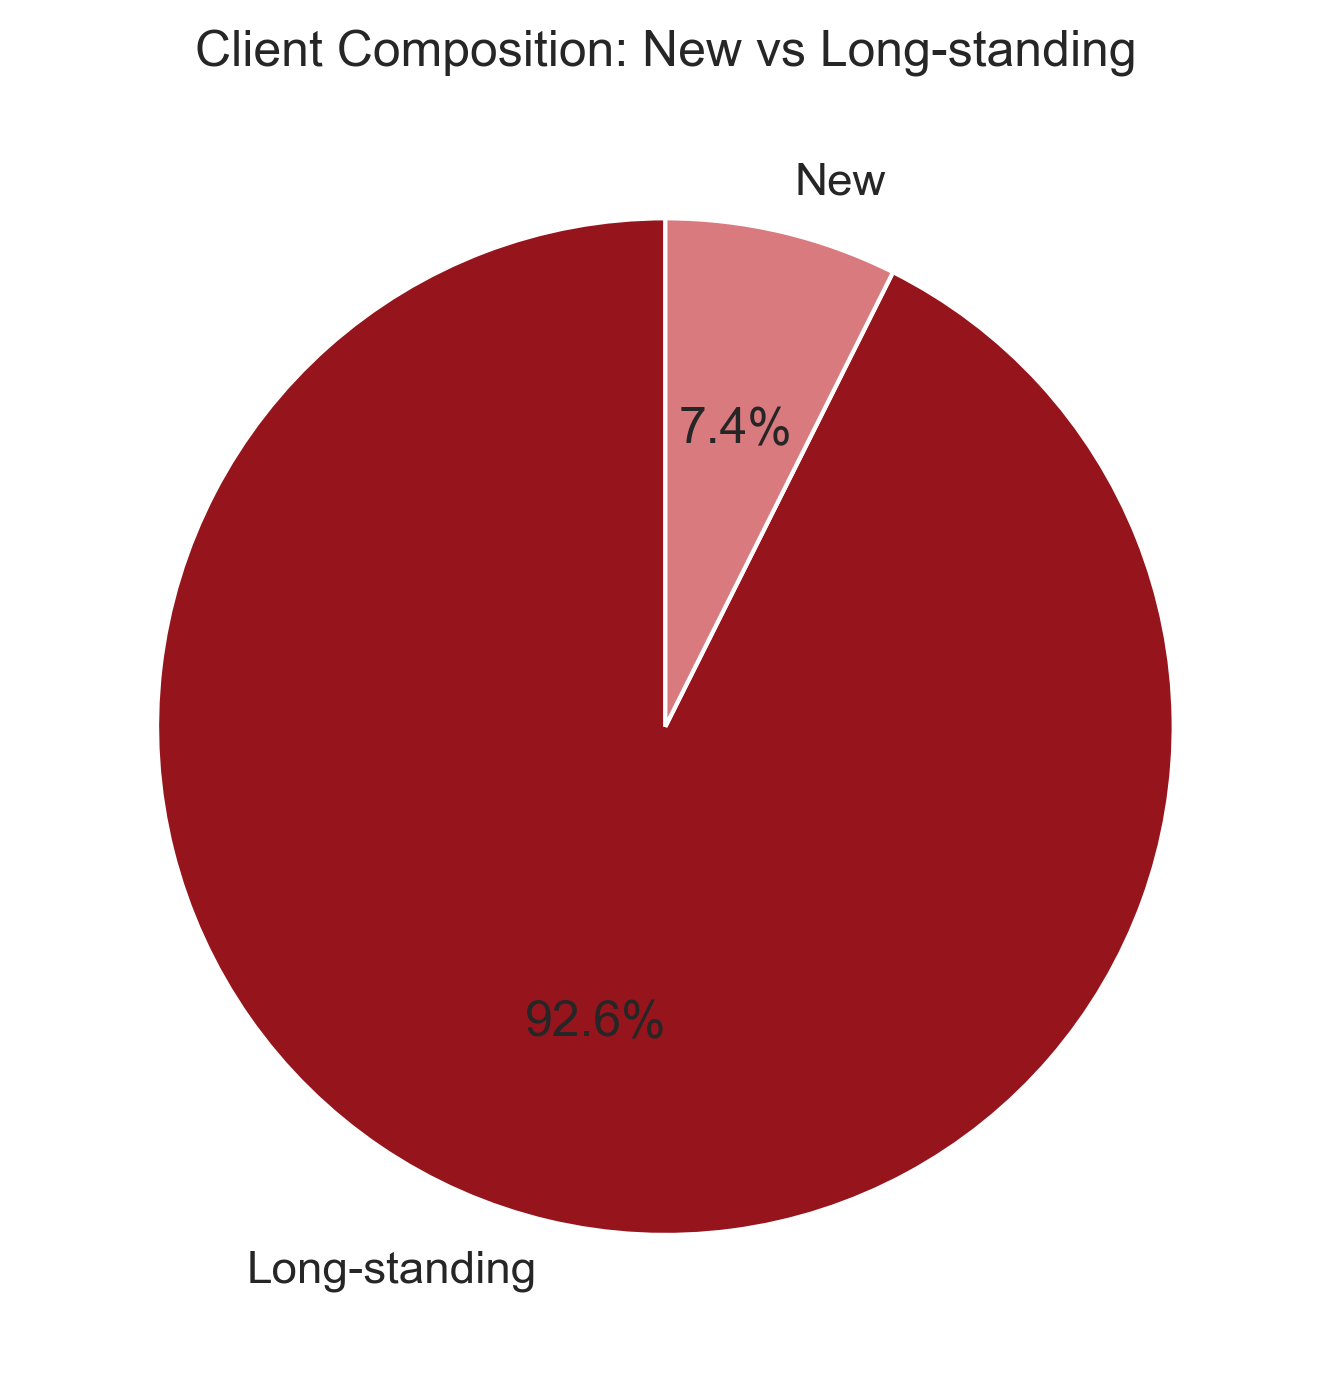 Client Composition: New vs Long-standing
New
7.4%
92.6%
Long-standing